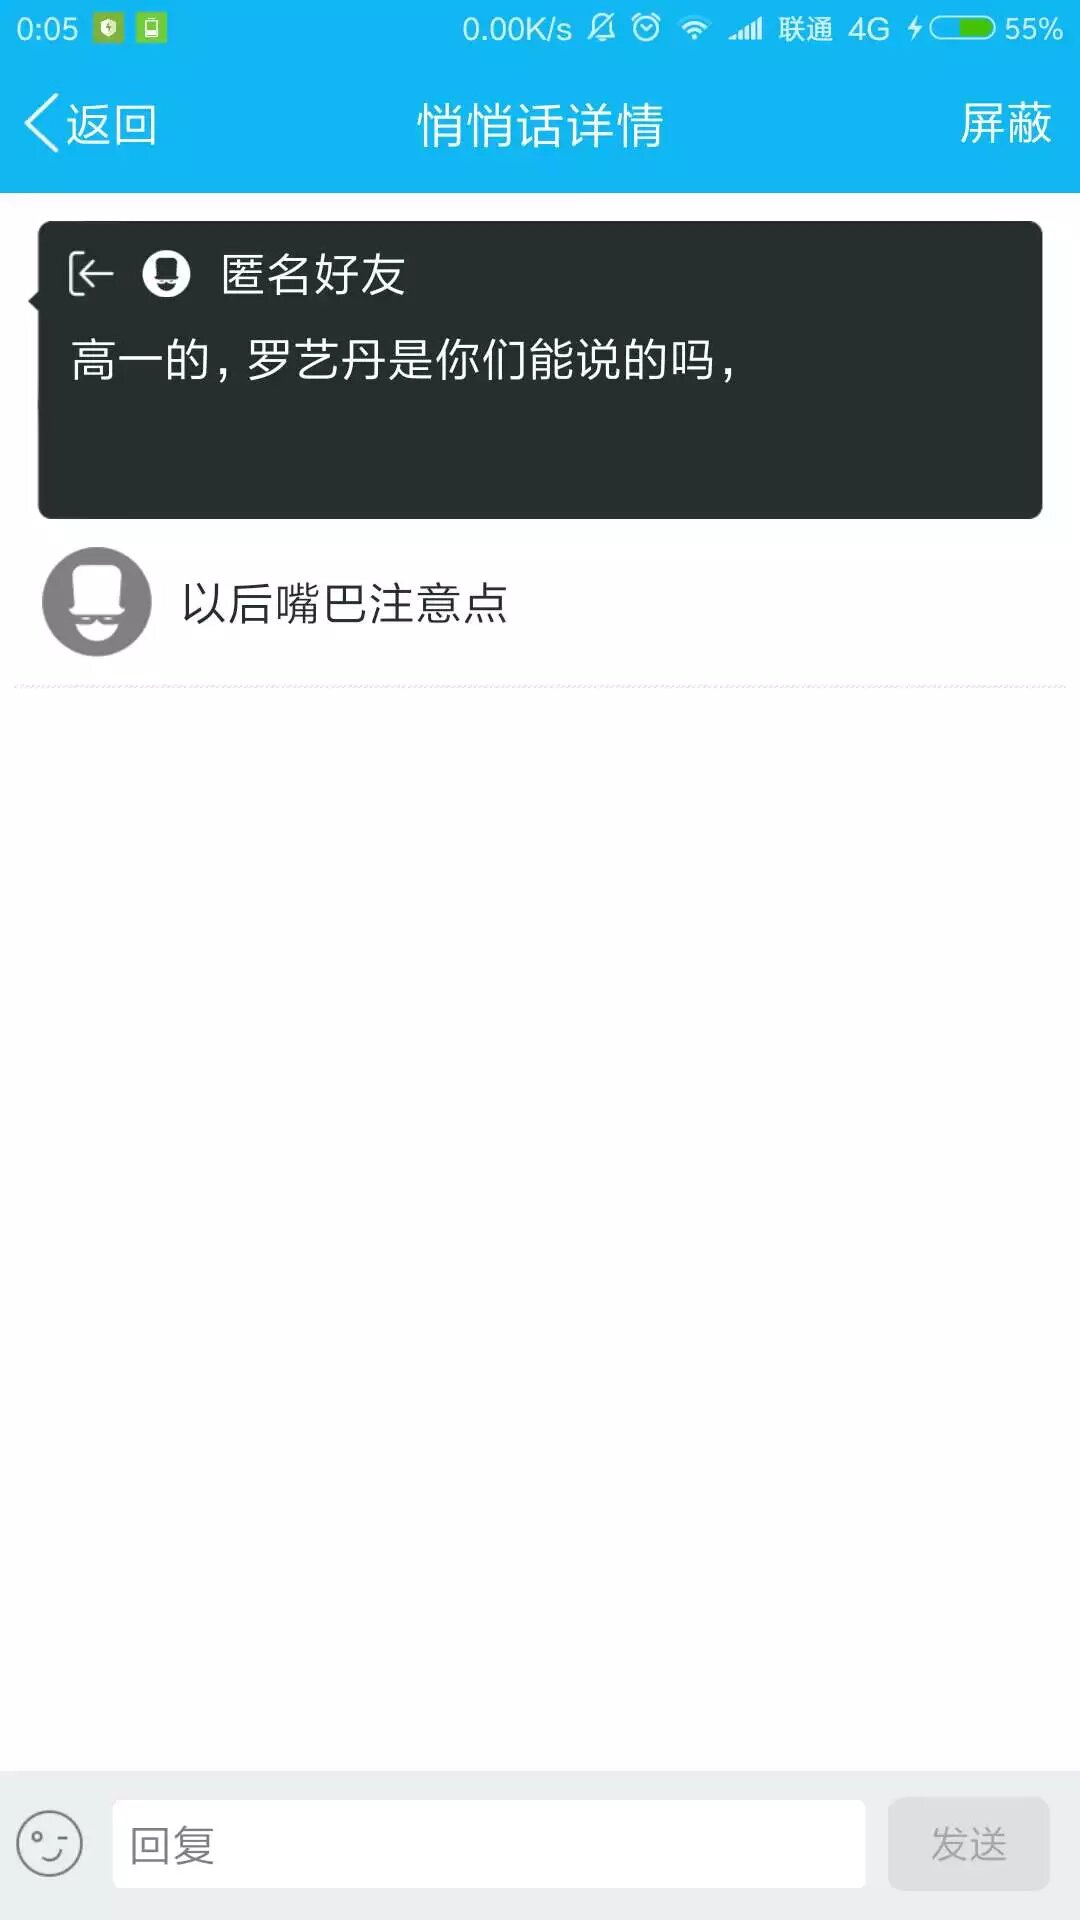 0:05 0.00K/s 联通 4G 55%
返回 悄悄话详情 屏蔽
匿名好友
高一的,罗艺丹是你们能说的吗,
以后嘴巴注意点
回复 发送